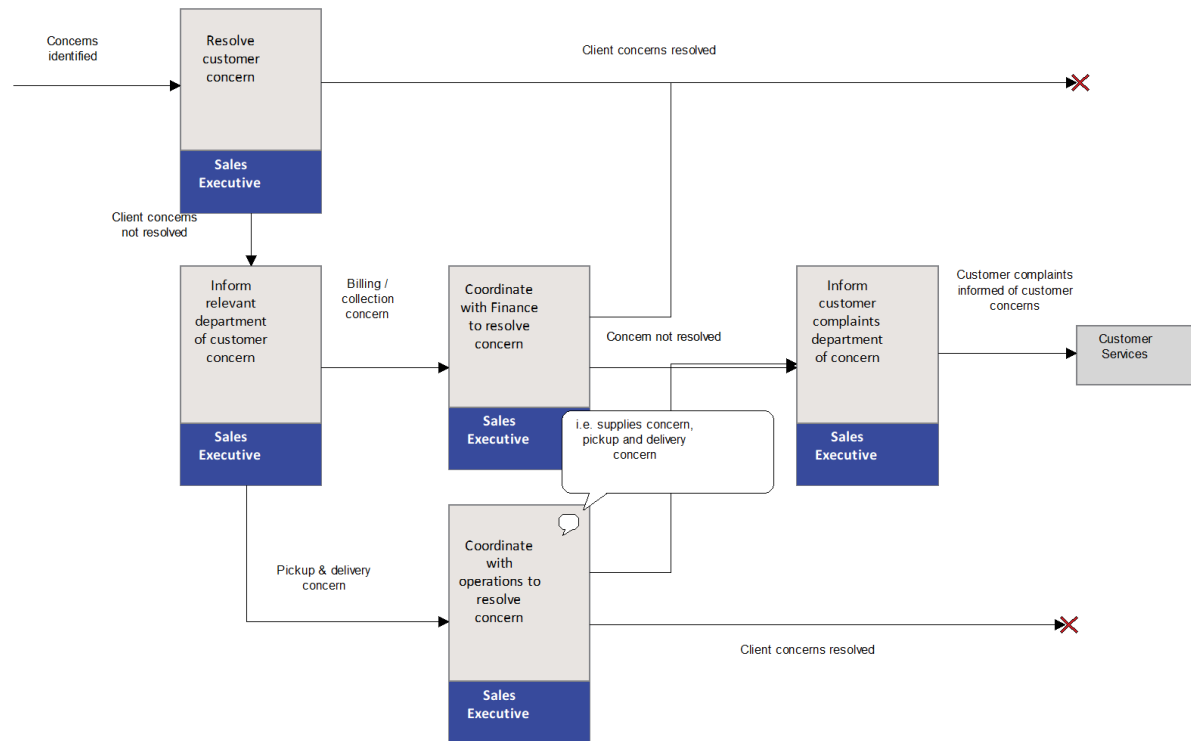 Concerns
identified
Resolve
customer
concern
Sales
Executive
Client concerns resolved
Client concerns
not resolved
Inform
relevant
department
of customer
concern
Sales
Executive
Billing /
collection
concern
Coordinate
with Finance
to resolve
concern
Sales
Executive
Concern not resolved
Inform
customer
complaints
department
of concern
Sales
Executive
Customer complaints
informed of customer
concerns
Customer
Services
i.e. supplies concern,
pickup and delivery
concern
Pickup & delivery
concern
Coordinate
with
operations to
resolve
concern
Sales
Executive
Client concerns resolved